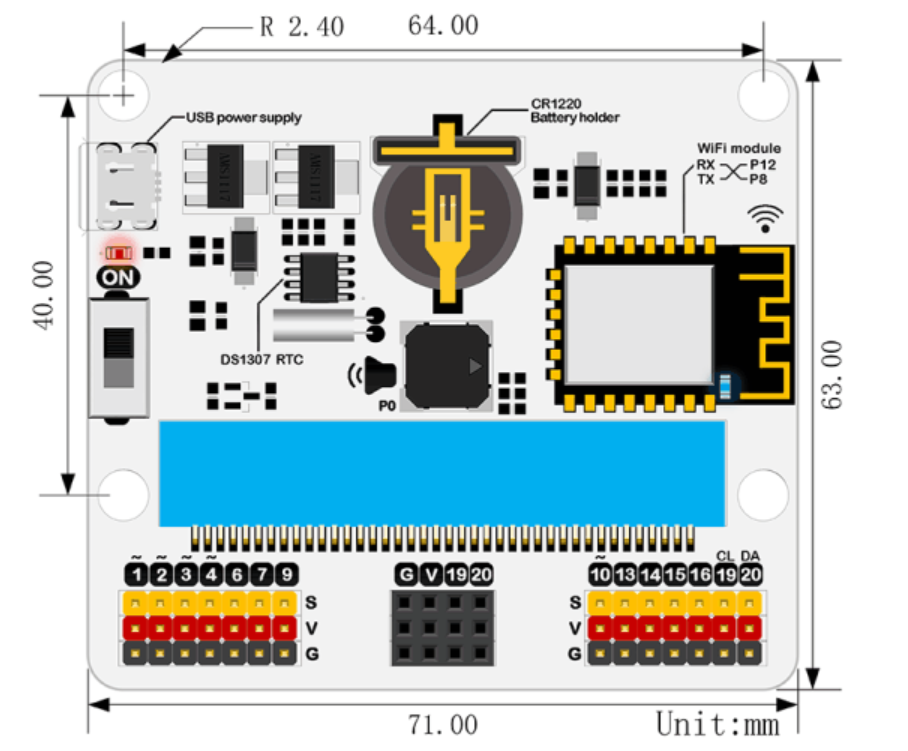 R 2.40
64.00
CR1220
Battery holder
USB power supply
WiFi module
RX P12
TX P8
AMS1117
AMS1117
ON
40.00
DS1307 RTC
P0
63.00
~ ~ ~ ~
1 2 3 4 6 7 9
G V 19 20
~ CL DA
10 13 14 15 16 19 20
S
V
G
S
V
G
71.00
Unit:mm